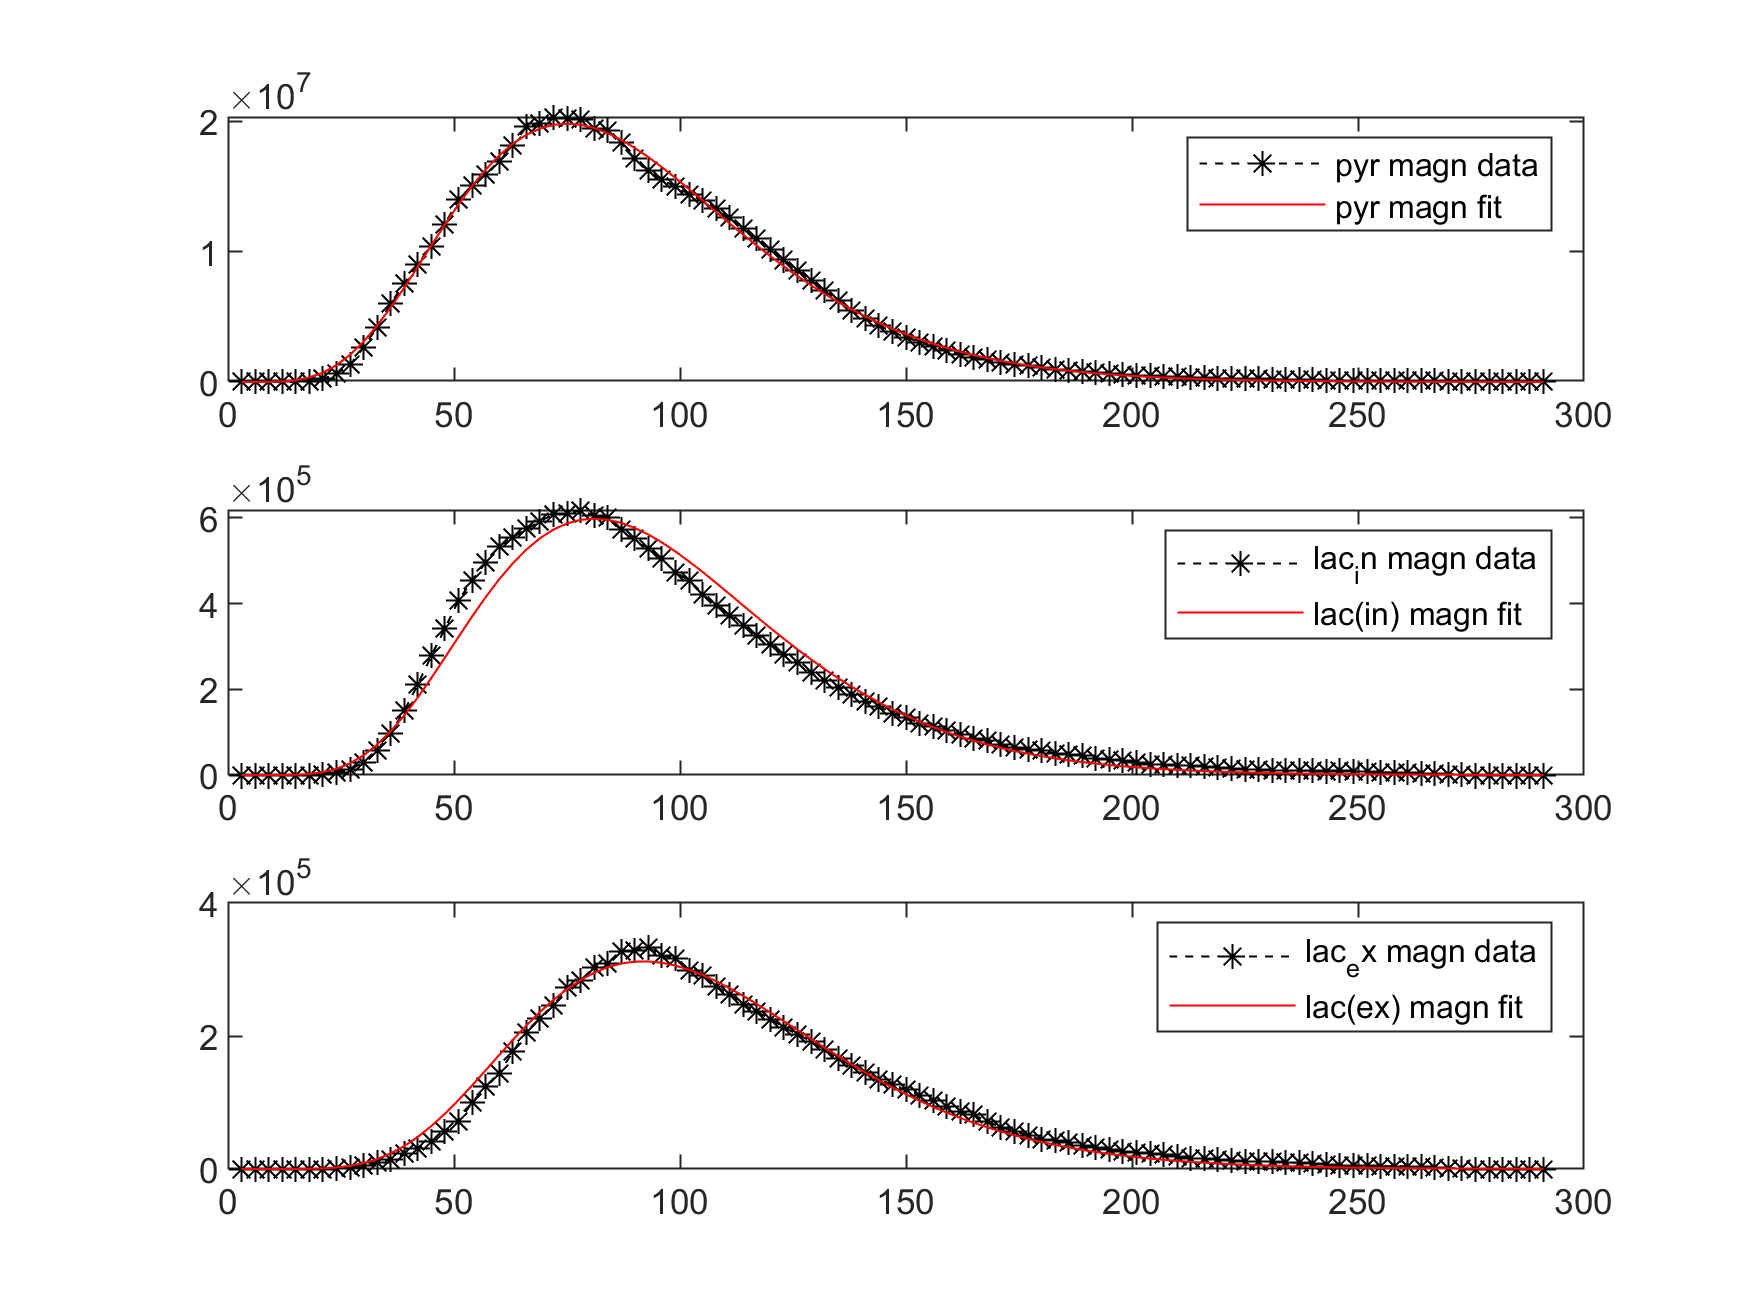 ×10^7
2
1
0
0 50 100 150 200 250 300
pyr magn data
pyr magn fit
×10^5
6
4
2
0
0 50 100 150 200 250 300
lac_in magn data
lac(in) magn fit
×10^5
4
2
0
0 50 100 150 200 250 300
lac_ex magn data
lac(ex) magn fit